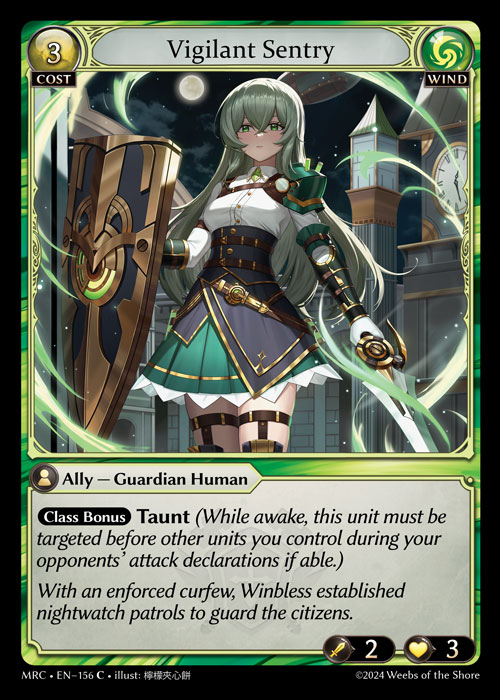 3
COST
Vigilant Sentry
WIND
Ally — Guardian Human
Class Bonus Taunt (While awake, this unit must be
targeted before other units you control during your
opponents’ attack declarations if able.)
With an enforced curfew, Winbless established
nightwatch patrols to guard the citizens.
2
3
MRC • EN–156 C • illust: 檸檬夾心餅
©2024 Weebs of the Shore